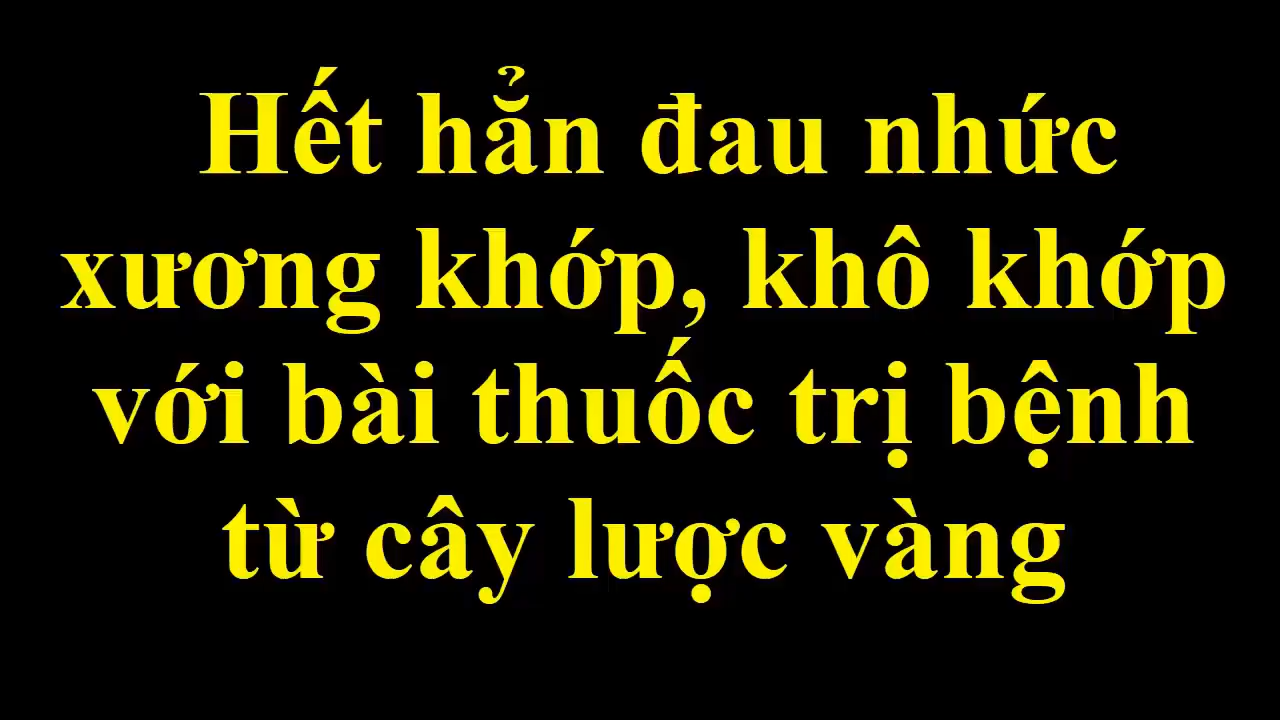 Hết hẳn đau nhức
xương khớp, khô khớp
với bài thuốc trị bệnh
từ cây lược vàng